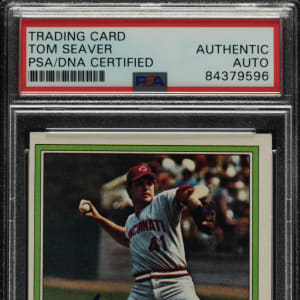 TRADING CARD
TOM SEAVER
PSA/DNA CERTIFIED
AUTHENTIC
AUTO
84379596
PSA
CINCINNATI
41